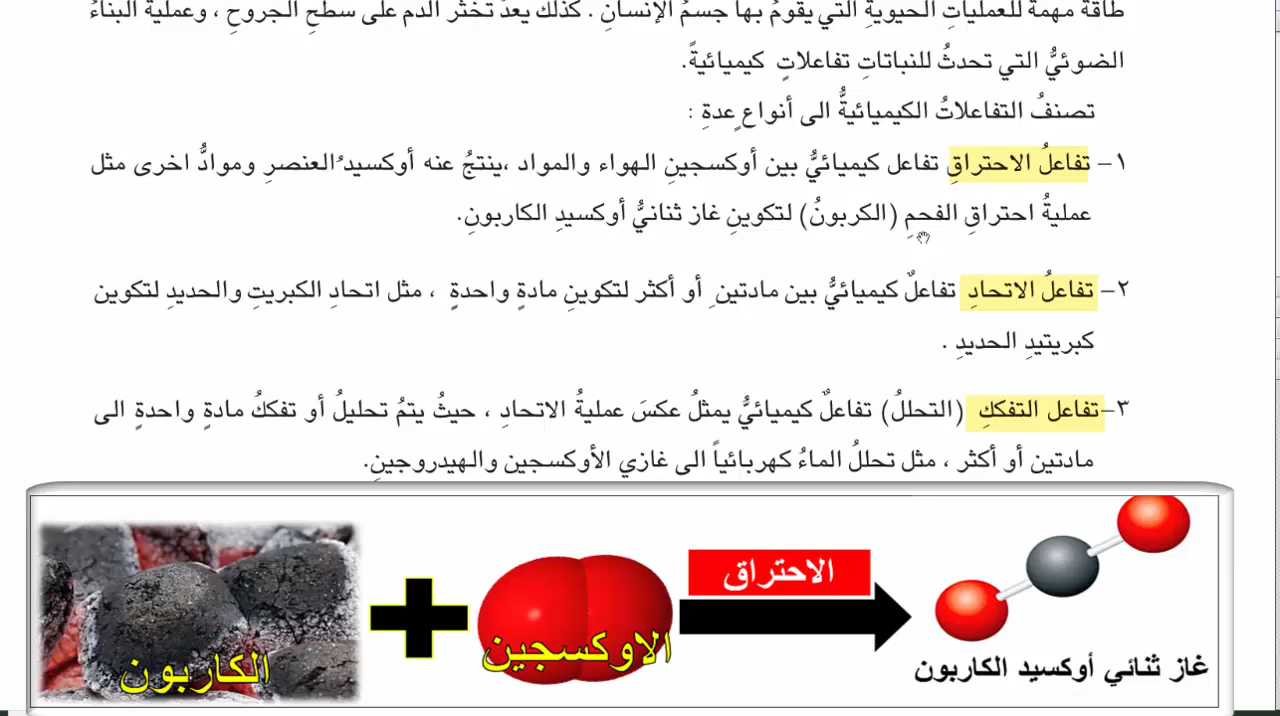 طاقة مهمة للعملياتِ الحيويةِ التي يقومُ بها جسمُ الإنسانِ . كذلك يعدّ تخثر الدم على سطحِ الجروحِ ، وعملية البناءُ
الضوئيُّ التي تحدثُ للنباتاتِ تفاعلاتٍ كيميائيةً.
تصنفُ التفاعلاتُ الكيميائيةُّ الى أنواع ٍعدةِ :
١– تفاعلُ الاحتراقِ تفاعل كيميائيُّ بين أوكسجينِ الهواء والمواد ،ينتجُ عنه أوكسيدُ العنصرِ وموادُّ اخرى مثل
عمليةُ احتراقِ الفحمِ (الكربونُ) لتكوينِ غاز ثنائيُّ أوكسيدِ الكاربونِ.
٢– تفاعلُ الاتحادِ تفاعلٌ كيميائيُّ بين مادتينِ أو أكثر لتكوينِ مادةٍ واحدةٍ ، مثل اتحادِ الكبريتِ والحديدِ لتكوين
كبريتيدِ الحديدِ .
٣–تفاعل التفككِ (التحللُ) تفاعلٌ كيميائيُّ يمثلُ عكسَ عمليةُ الاتحادِ ، حيثُ يتمُ تحليلُ أو تفككُ مادةٍ واحدةٍ الى
مادتين أو أكثر ، مثل تحللُ الماءُ كهربائياً الى غازي الأوكسجين والهيدروجينِ.
الاحتراق
الكاربون
الاوكسجين
غاز ثنائي أوكسيد الكاربون